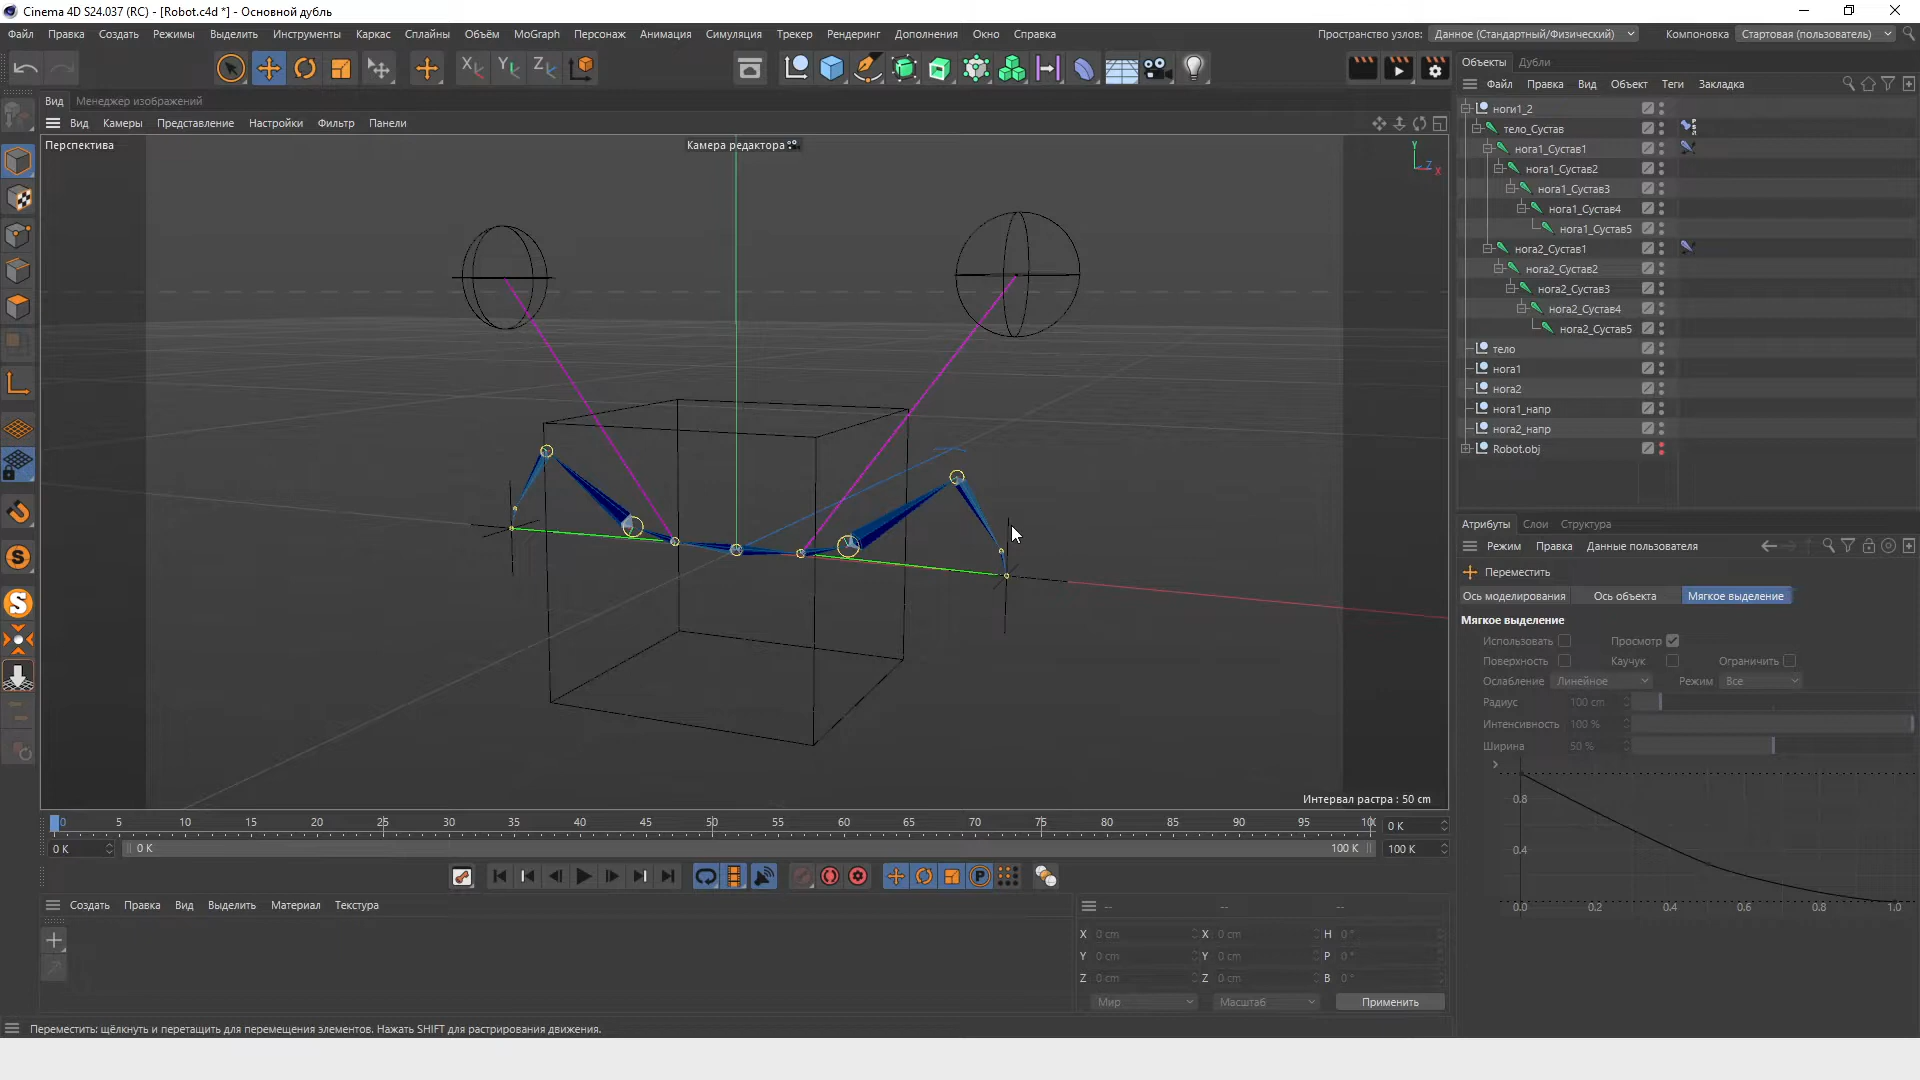 Cinema 4D S24.037 (RC) - [Robot.c4d *] - Основной дубль
Файл Правка Создать Режимы Выделить Инструменты Каркас Сплайны Объём MoGraph Персонаж Анимация Симуляция Трекер Рендеринг Дополнения Окно Справка Пространство узлов: Данное (Стандартный/Физический) Компоновка Стартовая (пользователь)
Объекты Дубли
Файл Правка Вид Объект Теги Закладка
Вид Менеджер изображений
Вид Камеры Представление Настройки Фильтр Панели
Перспектива
Камера редактора
Y
Z
X
ноги1_2
тело_Сустав
нога1_Сустав1
нога1_Сустав2
нога1_Сустав3
нога1_Сустав4
нога1_Сустав5
нога2_Сустав1
нога2_Сустав2
нога2_Сустав3
нога2_Сустав4
нога2_Сустав5
тело
нога1
нога2
нога1_напр
нога2_напр
Robot.obj
Атрибуты Слои Структура
Режим Правка Данные пользователя
Переместить
Ось моделирования Ось объекта Мягкое выделение
Мягкое выделение
Использовать Просмотр
Поверхность Каучук Ограничить
Ослабление Линейное Режим Все
Радиус 100 cm
Интенсивность 100 %
Ширина 50 %
0.8
0.4
0.0 0.2 0.4 0.6 0.8 1.0
Интервал растра : 50 cm
0 5 10 15 20 25 30 35 40 45 50 55 60 65 70 75 80 85 90 95 0 K
0 K 0 K 100 K 100 K
Создать Правка Вид Выделить Материал Текстура
-- -- --
X 0 cm X 0 cm H 0 °
Y 0 cm Y 0 cm P 0 °
Z 0 cm Z 0 cm B 0 °
Мир Масштаб Применить
Переместить: щёлкнуть и перетащить для перемещения элементов. Нажать SHIFT для растрирования движения.